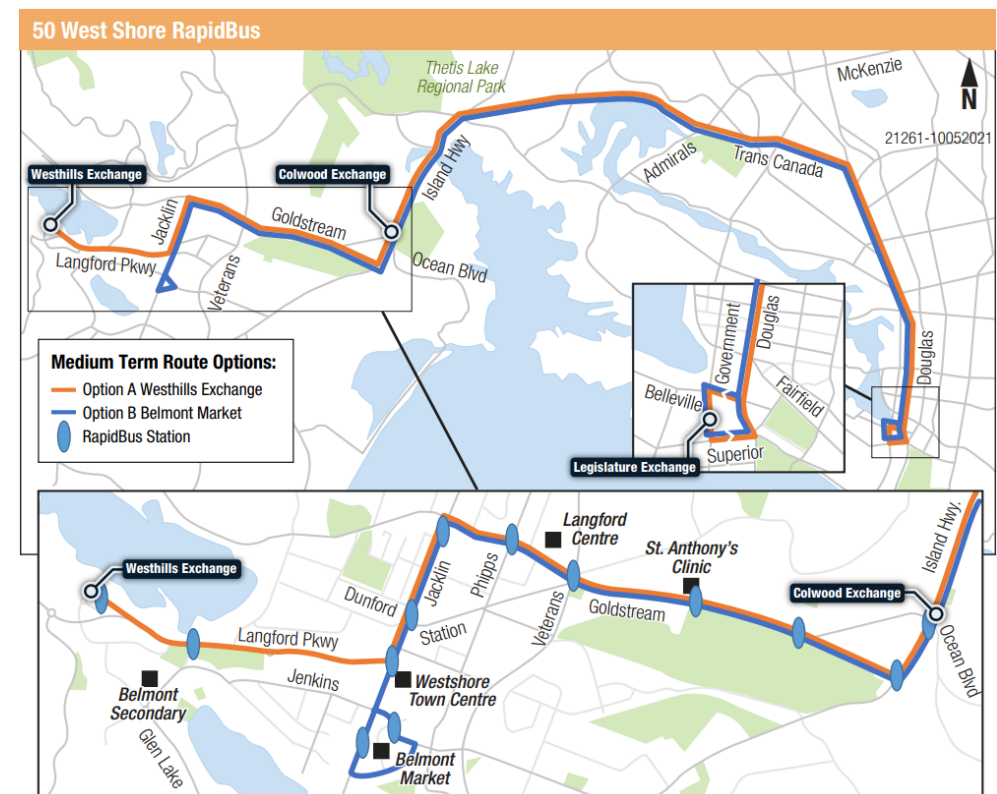 50 West Shore RapidBus
Thetis Lake
Regional Park
McKenzie
N
21261-10052021
Admirals
Trans Canada
Island Hwy
Westhills Exchange
Colwood Exchange
Jacklin
Goldstream
Langford Pkwy
Veterans
Ocean Blvd
Douglas
Government
Douglas
Belleville
Fairfield
Superior
Legislature Exchange
Medium Term Route Options:
Option A Westhills Exchange
Option B Belmont Market
RapidBus Station
Westhills Exchange
Langford
Centre
St. Anthony's
Clinic
Island Hwy.
Colwood Exchange
Dunford
Jacklin
Phipps
Veterans
Goldstream
Station
Langford Pkwy
Ocean Blvd
Jenkins
Westshore
Town Centre
Belmont
Secondary
Glen Lake
Belmont
Market